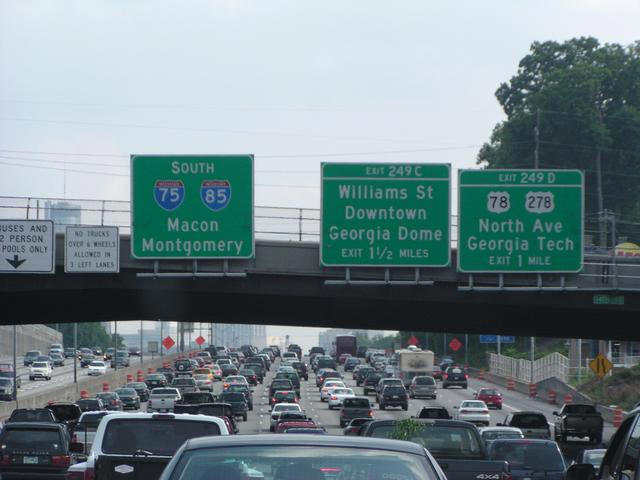 BUSES AND
2 PERSON
POOLS ONLY
NO TRUCKS
OVER 6 WHEELS
ALLOWED IN
3 LEFT LANES
SOUTH
75 85
Macon
Montgomery
EXIT 249 C
Williams St
Downtown
Georgia Dome
EXIT 1 1/2 MILES
EXIT 249 D
78 278
North Ave
Georgia Tech
EXIT 1 MILE
4X4